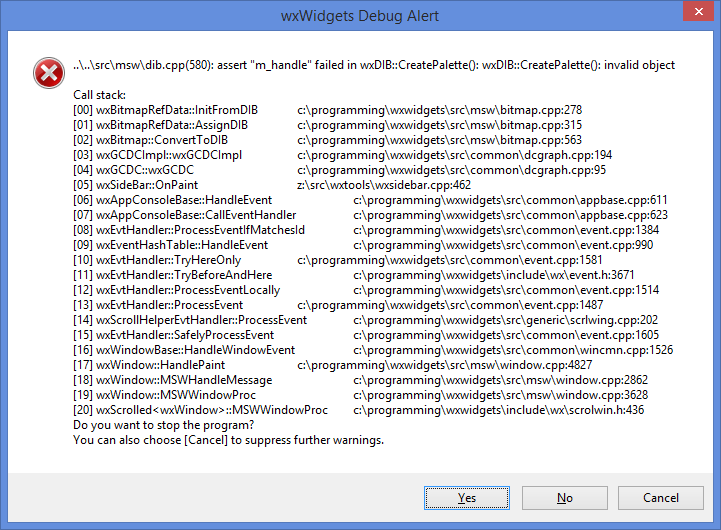 wxWidgets Debug Alert
..\..\src\msw\dib.cpp(580): assert "m_handle" failed in wxDIB::CreatePalette(): wxDIB::CreatePalette(): invalid object
Call stack:
[00] wxBitmapRefData::InitFromDIB c:\programming\wxwidgets\src\msw\bitmap.cpp:278
[01] wxBitmapRefData::AssignDIB c:\programming\wxwidgets\src\msw\bitmap.cpp:315
[02] wxBitmap::ConvertToDIB c:\programming\wxwidgets\src\msw\bitmap.cpp:563
[03] wxGCDCImpl::wxGCDCImpl c:\programming\wxwidgets\src\common\dcgraph.cpp:194
[04] wxGCDC::wxGCDC c:\programming\wxwidgets\src\common\dcgraph.cpp:95
[05] wxSideBar::OnPaint z:\src\wxtools\wxsidebar.cpp:462
[06] wxAppConsoleBase::HandleEvent c:\programming\wxwidgets\src\common\appbase.cpp:611
[07] wxAppConsoleBase::CallEventHandler c:\programming\wxwidgets\src\common\appbase.cpp:623
[08] wxEvtHandler::ProcessEventIfMatchesId c:\programming\wxwidgets\src\common\event.cpp:1384
[09] wxEventHashTable::HandleEvent c:\programming\wxwidgets\src\common\event.cpp:990
[10] wxEvtHandler::TryHereOnly c:\programming\wxwidgets\src\common\event.cpp:1581
[11] wxEvtHandler::TryBeforeAndHere c:\programming\wxwidgets\include\wx\event.h:3671
[12] wxEvtHandler::ProcessEventLocally c:\programming\wxwidgets\src\common\event.cpp:1514
[13] wxEvtHandler::ProcessEvent c:\programming\wxwidgets\src\common\event.cpp:1487
[14] wxScrollHelperEvtHandler::ProcessEvent c:\programming\wxwidgets\src\generic\scrlwing.cpp:202
[15] wxEvtHandler::SafelyProcessEvent c:\programming\wxwidgets\src\common\event.cpp:1605
[16] wxWindowBase::HandleWindowEvent c:\programming\wxwidgets\src\common\wincmn.cpp:1526
[17] wxWindow::HandlePaint c:\programming\wxwidgets\src\msw\window.cpp:4827
[18] wxWindow::MSWHandleMessage c:\programming\wxwidgets\src\msw\window.cpp:2862
[19] wxWindow::MSWWindowProc c:\programming\wxwidgets\src\msw\window.cpp:3628
[20] wxScrolled<wxWindow>::MSWWindowProc c:\programming\wxwidgets\include\wx\scrolwin.h:436
Do you want to stop the program?
You can also choose [Cancel] to suppress further warnings.
Yes No Cancel